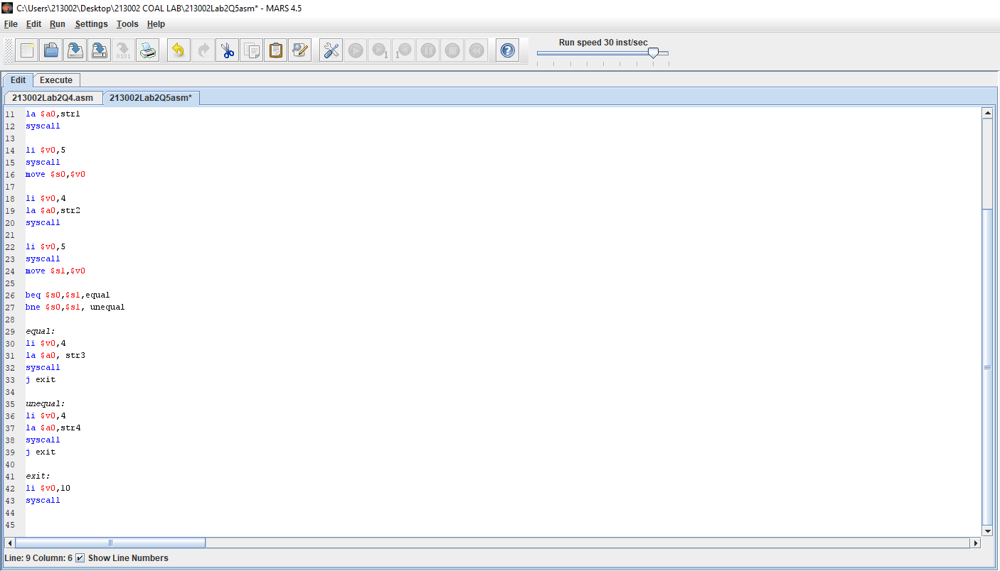 C:\Users\213002\Desktop\213002 COAL LAB\213002Lab2Q5asm* - MARS 4.5
File Edit Run Settings Tools Help
Run speed 30 inst/sec
0101
1 1
Edit Execute
213002Lab2Q4.asm 213002Lab2Q5asm*
11 la $a0,str1
12 syscall
13
14 li $v0,5
15 syscall
16 move $s0,$v0
17
18 li $v0,4
19 la $a0,str2
20 syscall
21
22 li $v0,5
23 syscall
24 move $s1,$v0
25
26 beq $s0,$s1,equal
27 bne $s0,$s1, unequal
28
29 equal:
30 li $v0,4
31 la $a0, str3
32 syscall
33 j exit
34
35 unequal:
36 li $v0,4
37 la $a0,str4
38 syscall
39 j exit
40
41 exit:
42 li $v0,10
43 syscall
44
45
Line: 9 Column: 6 Show Line Numbers